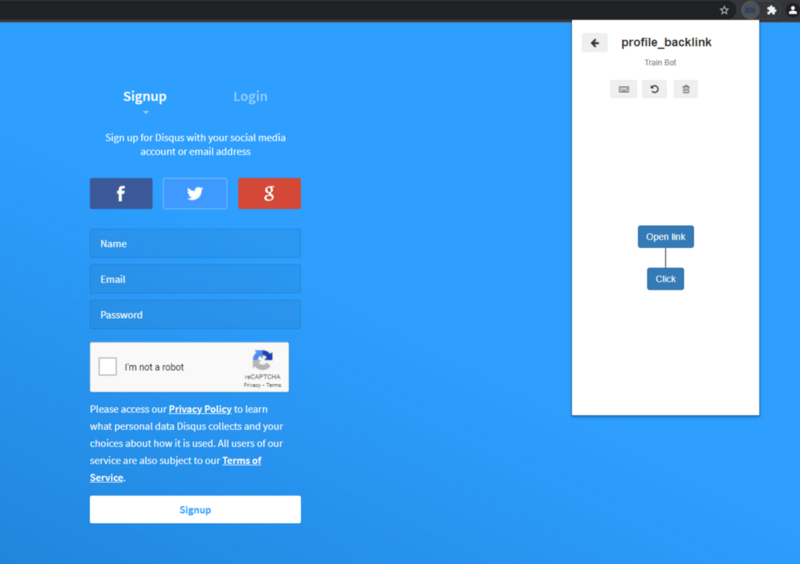 Signup
Login
Sign up for Disqus with your social media
account or email address
Name
Email
Password
I'm not a robot
reCAPTCHA
Privacy - Terms
Please access our Privacy Policy to learn
what personal data Disqus collects and your
choices about how it is used. All users of our
service are also subject to our Terms of
Service.
Signup
profile_backlink
Train Bot
Open link
Click